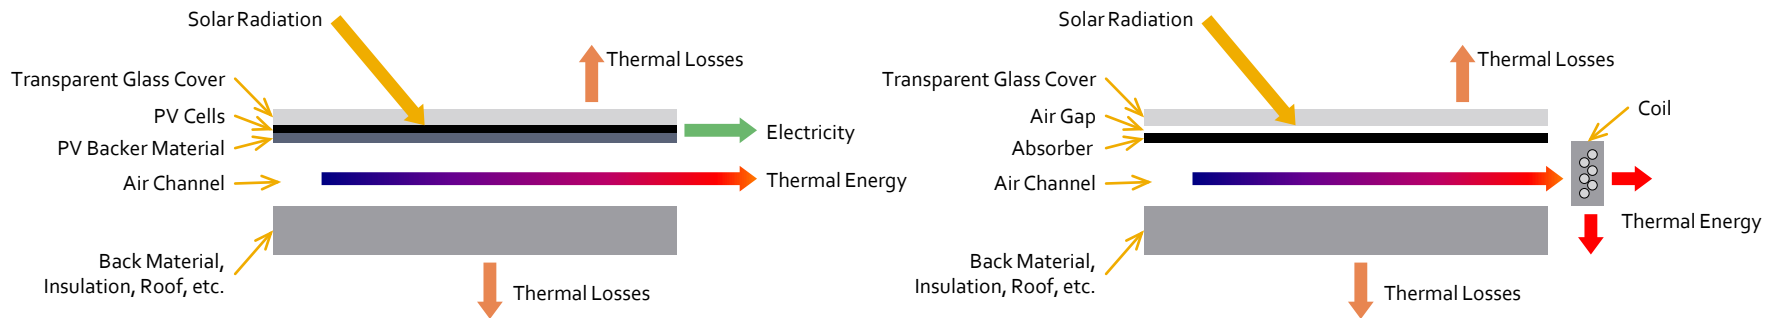 Solar Radiation
Thermal Losses
Transparent Glass Cover
PV Cells
Electricity
PV Backer Material
Air Channel
Thermal Energy
Back Material,
Insulation, Roof, etc.
Thermal Losses
Solar Radiation
Thermal Losses
Transparent Glass Cover
Air Gap
Coil
Absorber
Air Channel
Thermal Energy
Back Material,
Insulation, Roof, etc.
Thermal Losses